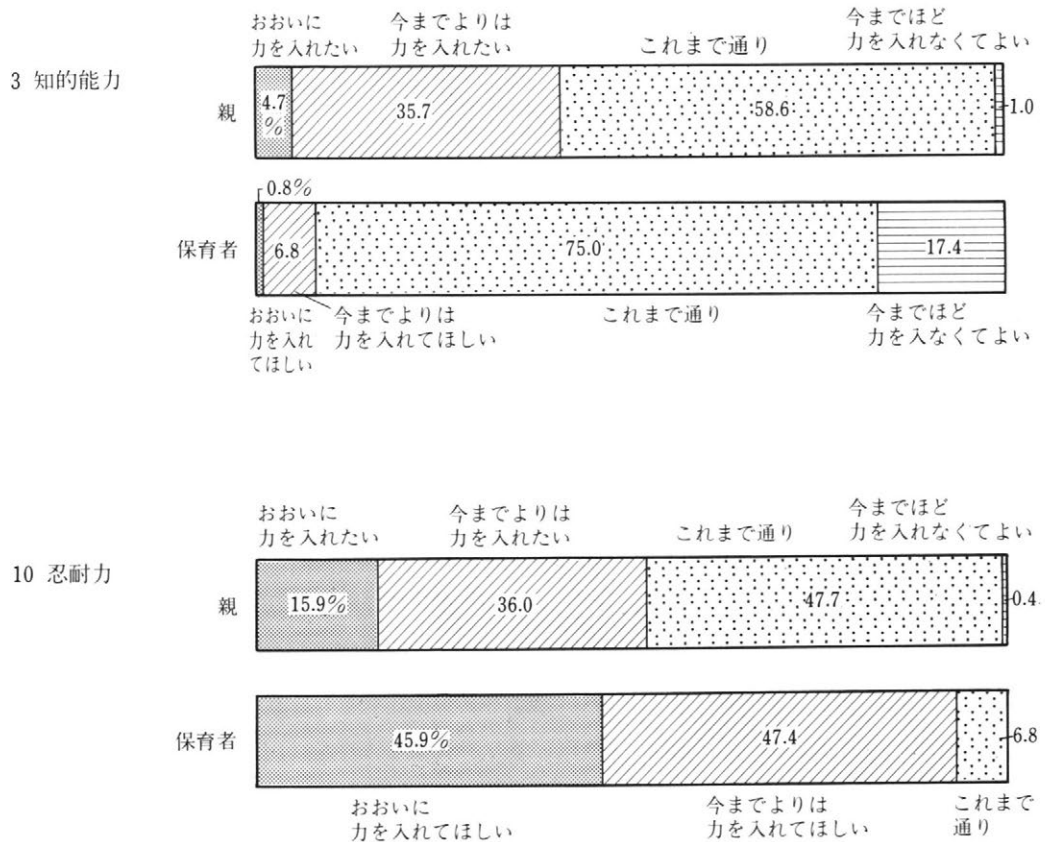 おおいに
力を入れたい
今までよりは
力を入れたい
これまで通り
今までほど
力を入れなくてよい
3 知的能力
親
4.7
%
35.7
58.6
1.0
0.8%
保育者
6.8
75.0
17.4
おおいに
力を入れ
てほしい
今までよりは
力を入れてほしい
これまで通り
今までほど
力を入なくてよい
おおいに
力を入れたい
今までよりは
力を入れたい
これまで通り
今までほど
力を入れなくてよい
10 忍耐力
親
15.9%
36.0
47.7
0.4
保育者
45.9%
47.4
6.8
おおいに
力を入れてほしい
今までよりは
力を入れてほしい
これまで
通り